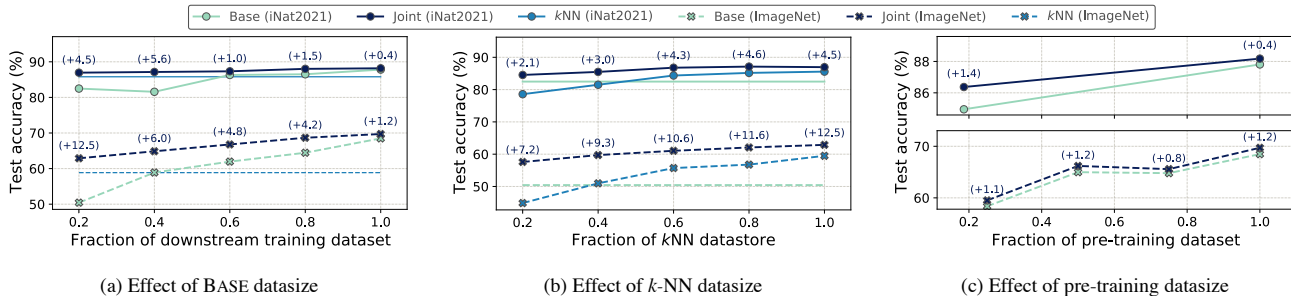 Base (iNat2021) Joint (iNat2021) kNN (iNat2021) Base (ImageNet) Joint (ImageNet) kNN (ImageNet)
Test accuracy (%)
90
80
70
60
50
(+4.5) (+5.6) (+1.0) (+1.5) (+0.4)
(+12.5) (+6.0) (+4.8) (+4.2) (+1.2)
0.2 0.4 0.6 0.8 1.0
Fraction of downstream training dataset
(a) Effect of BASE datasize
Test accuracy (%)
90
80
70
60
50
(+2.1) (+3.0) (+4.3) (+4.6) (+4.5)
(+7.2) (+9.3) (+10.6) (+11.6) (+12.5)
0.2 0.4 0.6 0.8 1.0
Fraction of kNN datastore
(b) Effect of k-NN datasize
Test accuracy (%)
88
86
(+1.4) (+0.4)
70
60
(+1.1) (+1.2) (+0.8) (+1.2)
0.2 0.4 0.6 0.8 1.0
Fraction of pre-training dataset
(c) Effect of pre-training datasize